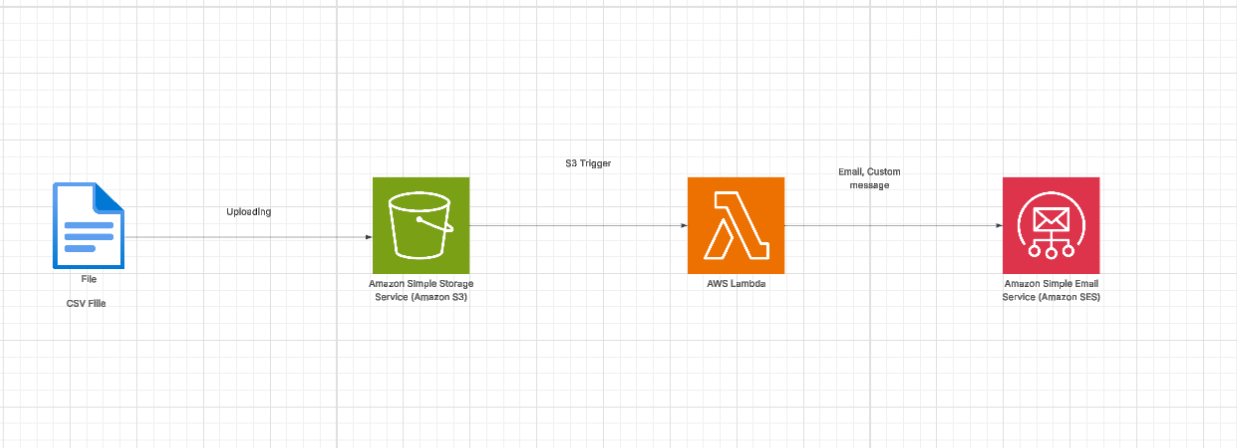 S3 Trigger
Email, Custom
message
Uploading
File
CSV Fille
Amazon Simple Storage
Service (Amazon S3)
AWS Lambda
Amazon Simple Email
Service (Amazon SES)